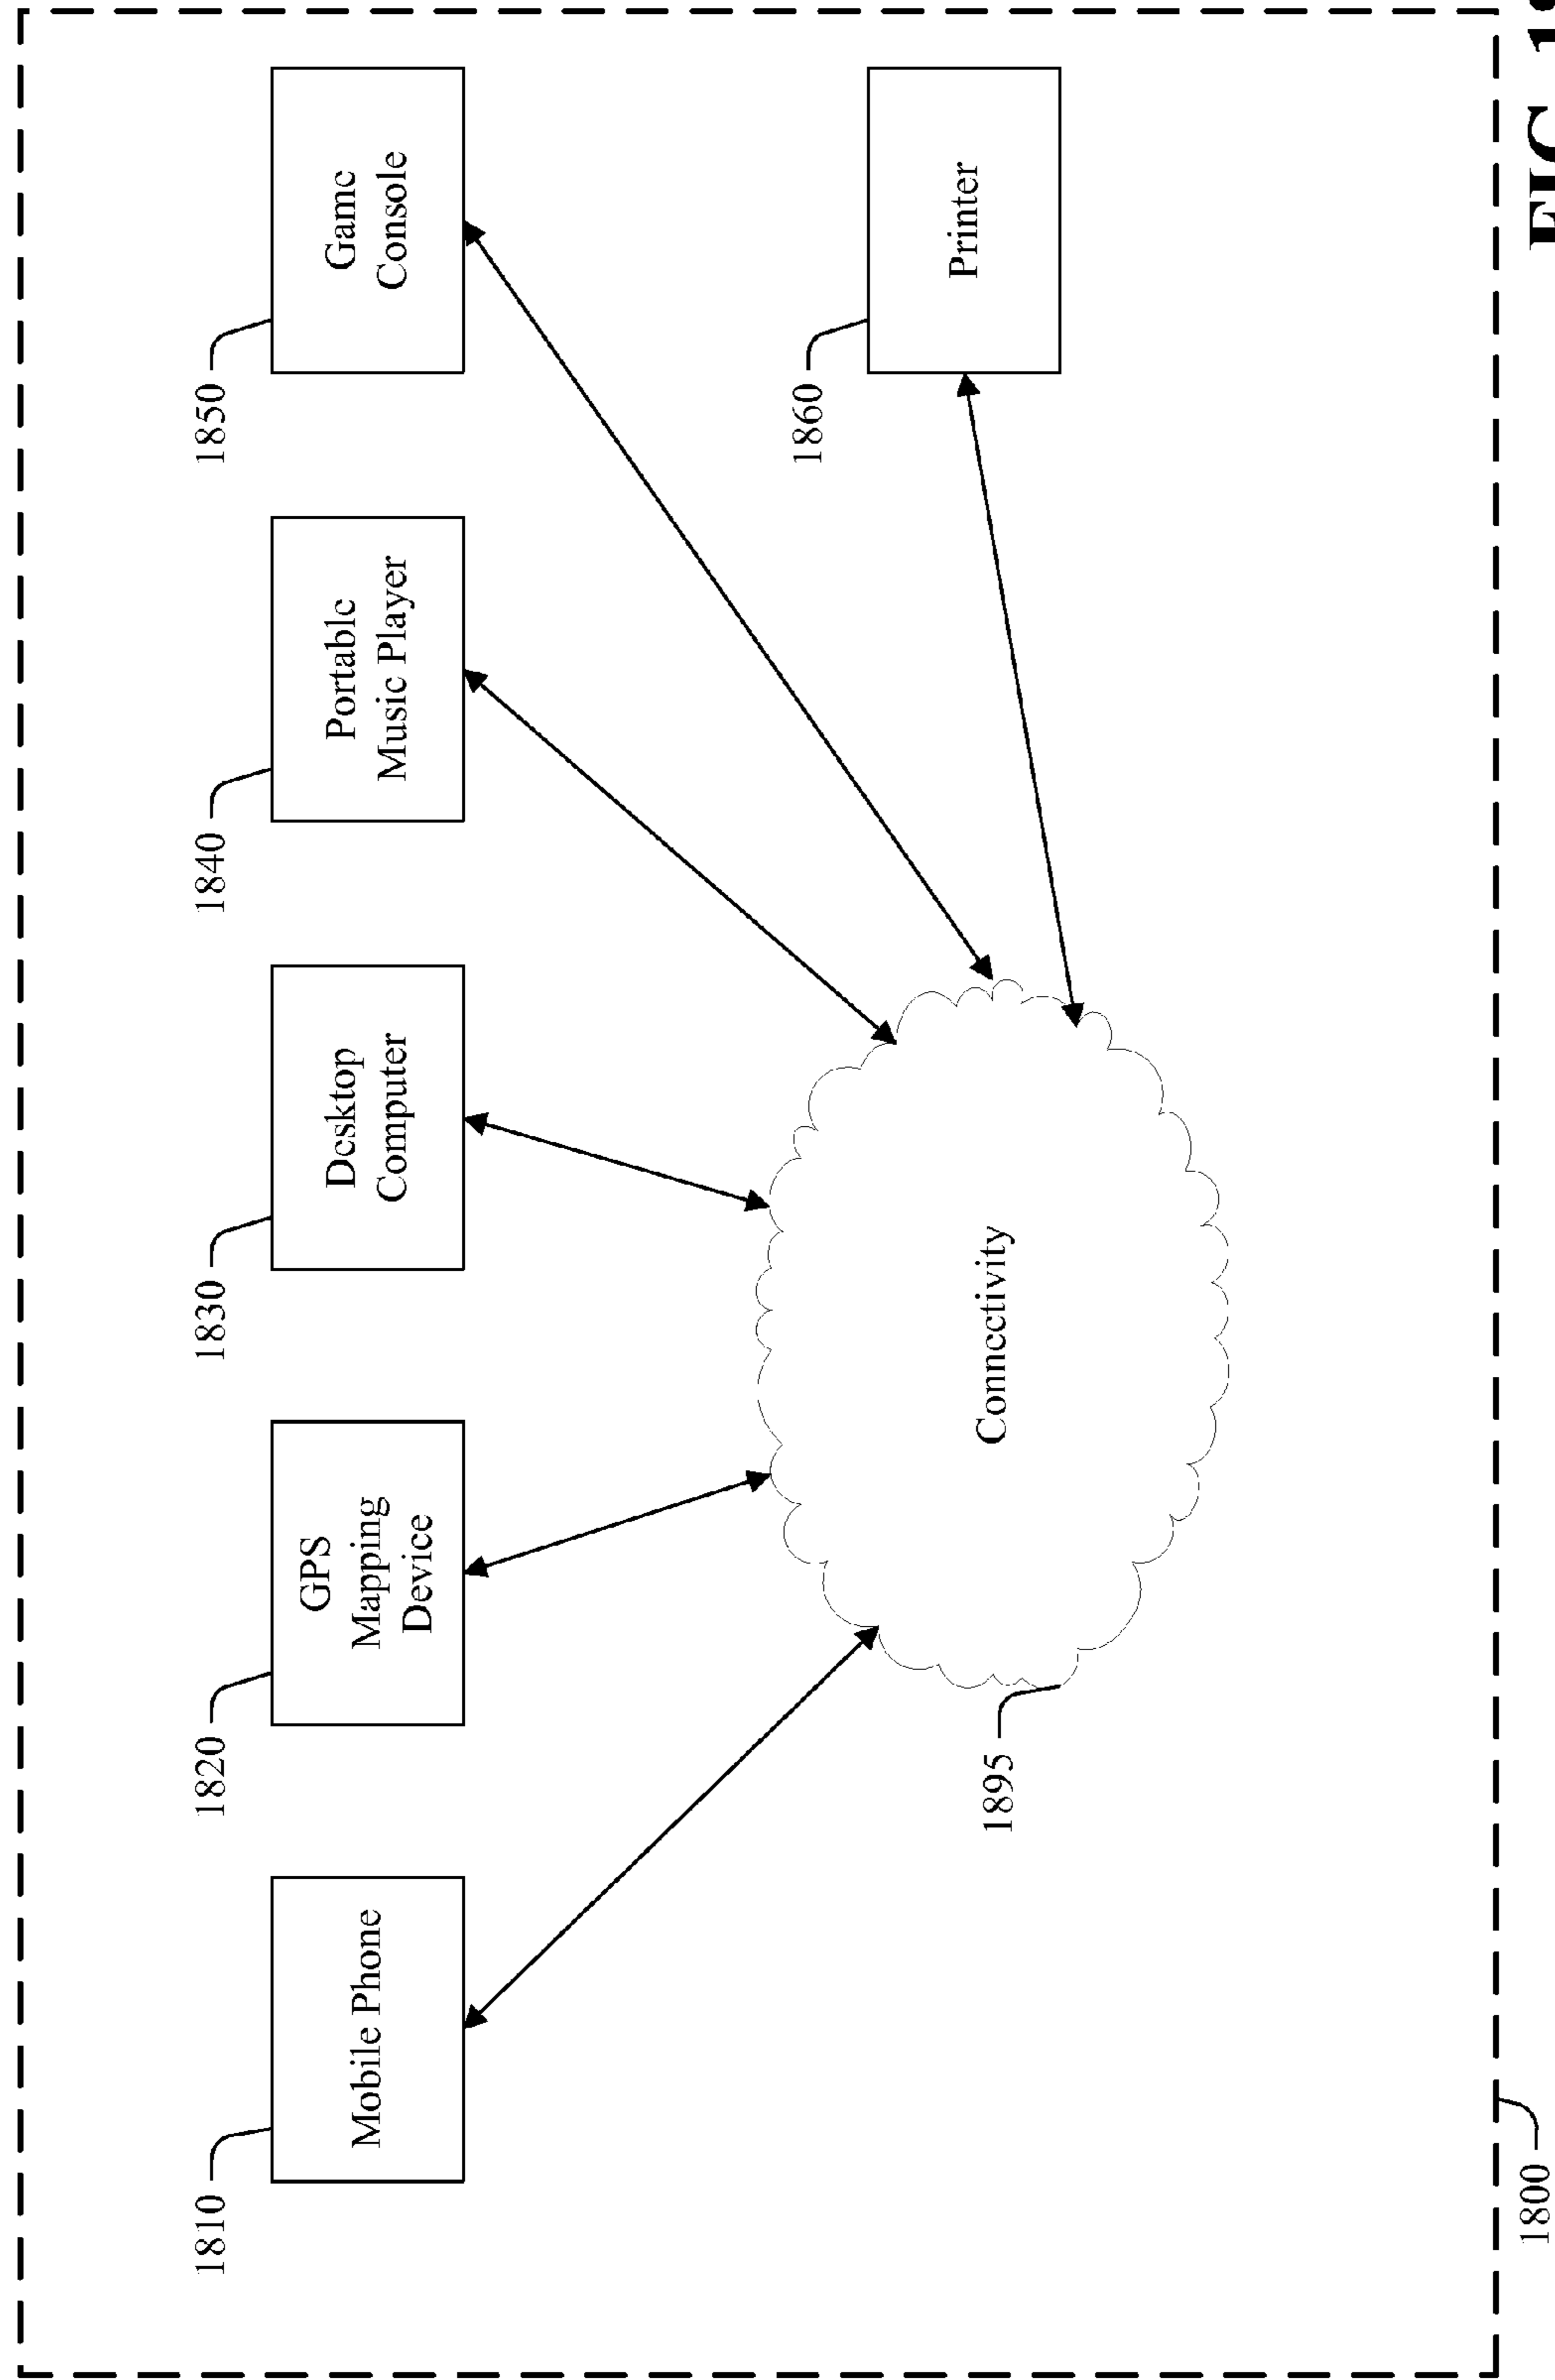 1810
Mobile Phone
1820
GPS
Mapping
Device
1830
Desktop
Computer
1840
Portable
Music Player
1850
Game
Console
1860
Printer
1895
Connectivity
1800
FIG.